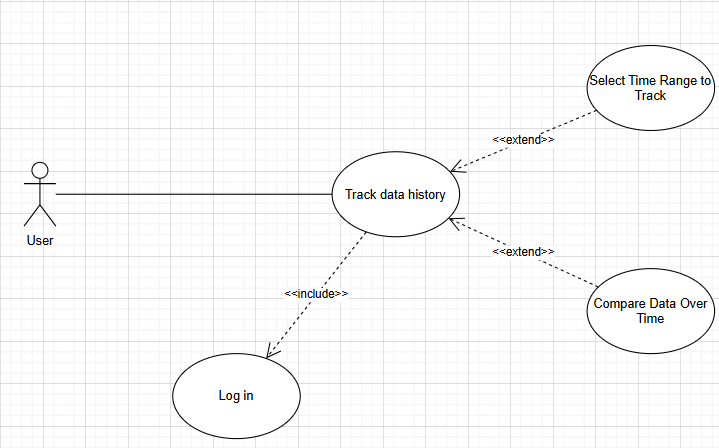 Select Time Range to
Track
<<extend>>
Track data history
User
<<extend>>
<<include>>
Compare Data Over
Time
Log in